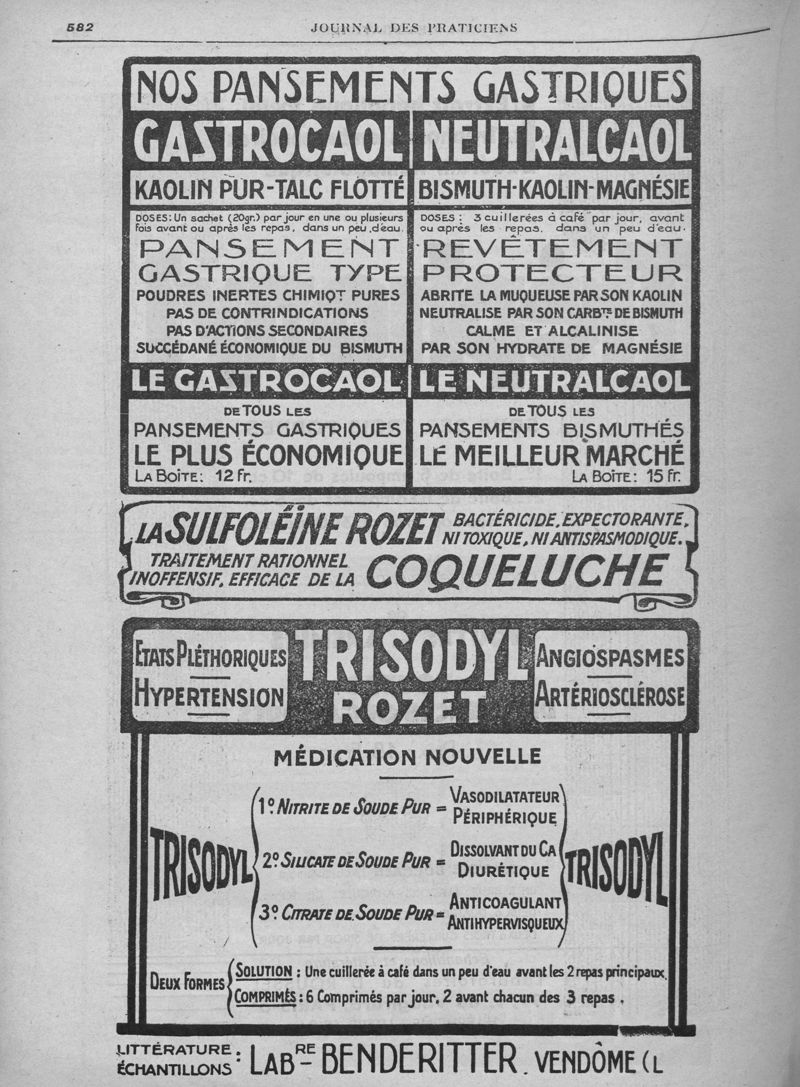 582
JOURNAL DES PRATICIENS
NOS PANSEMENTS GASTRIQUES
GASTROCAOL
KAOLIN PUR-TALC FLOTTÉ
DOSES: Un sachet (20gr.) par jour en une ou plusieurs
fois avant ou après les repas, dans un peu d'eau.
PANSEMENT
GASTRIQUE TYPE
POUDRES INERTES CHIMIQT PURES
PAS DE CONTRINDICATIONS
PAS D'ACTIONS SECONDAIRES
SUCCÉDANÉ ÉCONOMIQUE DU BISMUTH
LE GASTROCAOL
DE TOUS LES
PANSEMENTS GASTRIQUES
LE PLUS ÉCONOMIQUE
LA BOÎTE: 12 Fr.
NEUTRALCAOL
BISMUTH-KAOLIN-MAGNÉSIE
DOSES: 3 cuillerées à café par jour, avant
ou après les repas, dans un peu d'eau.
REVÊTEMENT
PROTECTEUR
ABRITE LA MUQUEUSE PAR SON KAOLIN
NEUTRALISE PAR SON CARBTE DE BISMUTH
CALME ET ALCALINISE
PAR SON HYDRATE DE MAGNÉSIE
LE NEUTRALCAOL
DE TOUS LES
PANSEMENTS BISMUTHÉS
LE MEILLEUR MARCHÉ
LA BOÎTE: 15 Fr.
LA SULFOLÉÏNE ROZET BACTÉRICIDE, EXPECTORANTE,
NI TOXIQUE, NI ANTISPASMODIQUE.
TRAITEMENT RATIONNEL
INOFFENSIF, EFFICACE DE LA COQUELUCHE
ETATS PLÉTHORIQUES
HYPERTENSION
TRISODYL
ROZET
ANGIOSPASMES
ARTÉRIOSCLÉROSE
MÉDICATION NOUVELLE
TRISODYL
1º. NITRITE DE SOUDE PUR = VASODILATATEUR
PÉRIPHÉRIQUE
2º. SILICATE DE SOUDE PUR = DISSOLVANT DU CA
DIURÉTIQUE
3º. CITRATE DE SOUDE PUR = ANTICOAGULANT
ANTIHYPERVISQUEUX
TRISODYL
DEUX FORMES
SOLUTION : Une cuillerée à café dans un peu d'eau avant les 2 repas principaux.
COMPRIMÉS : 6 Comprimés par jour, 2 avant chacun des 3 repas.
LITTÉRATURE :
ÉCHANTILLONS : LABRE BENDERITTER. VENDÔME (L